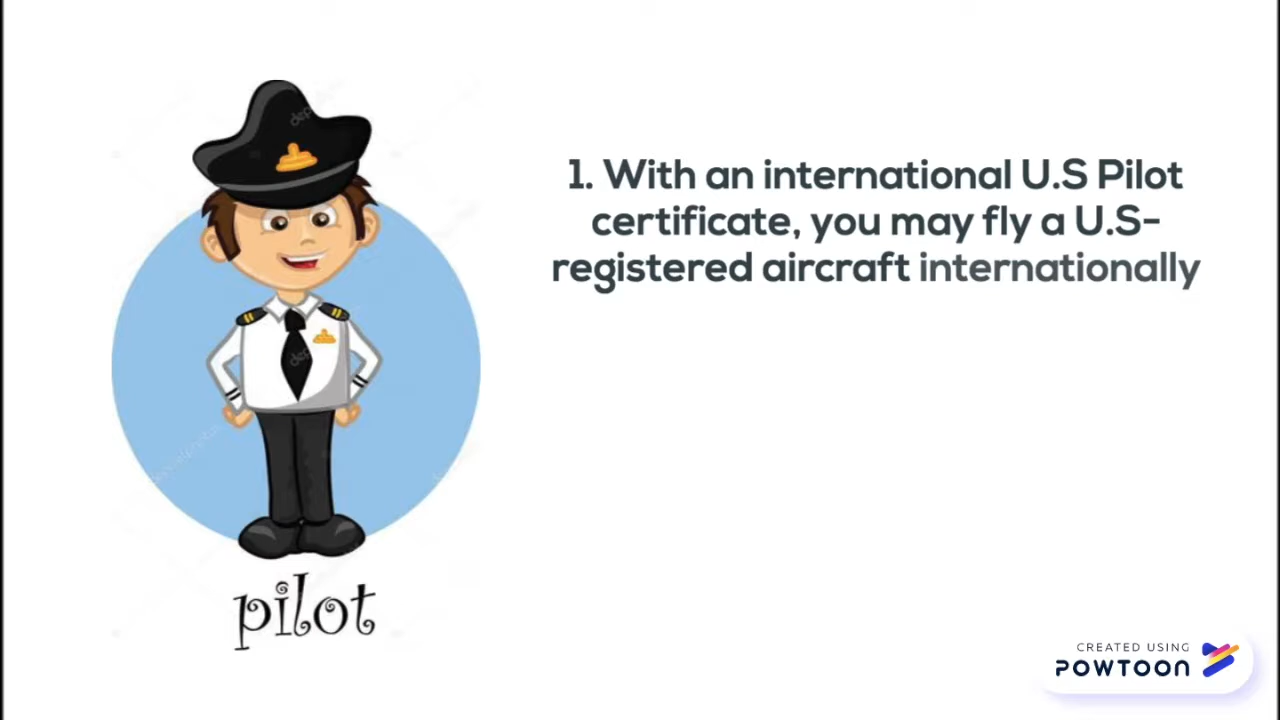 1. With an international U.S Pilot
certificate, you may fly a U.S-
registered aircraft internationally
pilot
CREATED USING
POWTOON